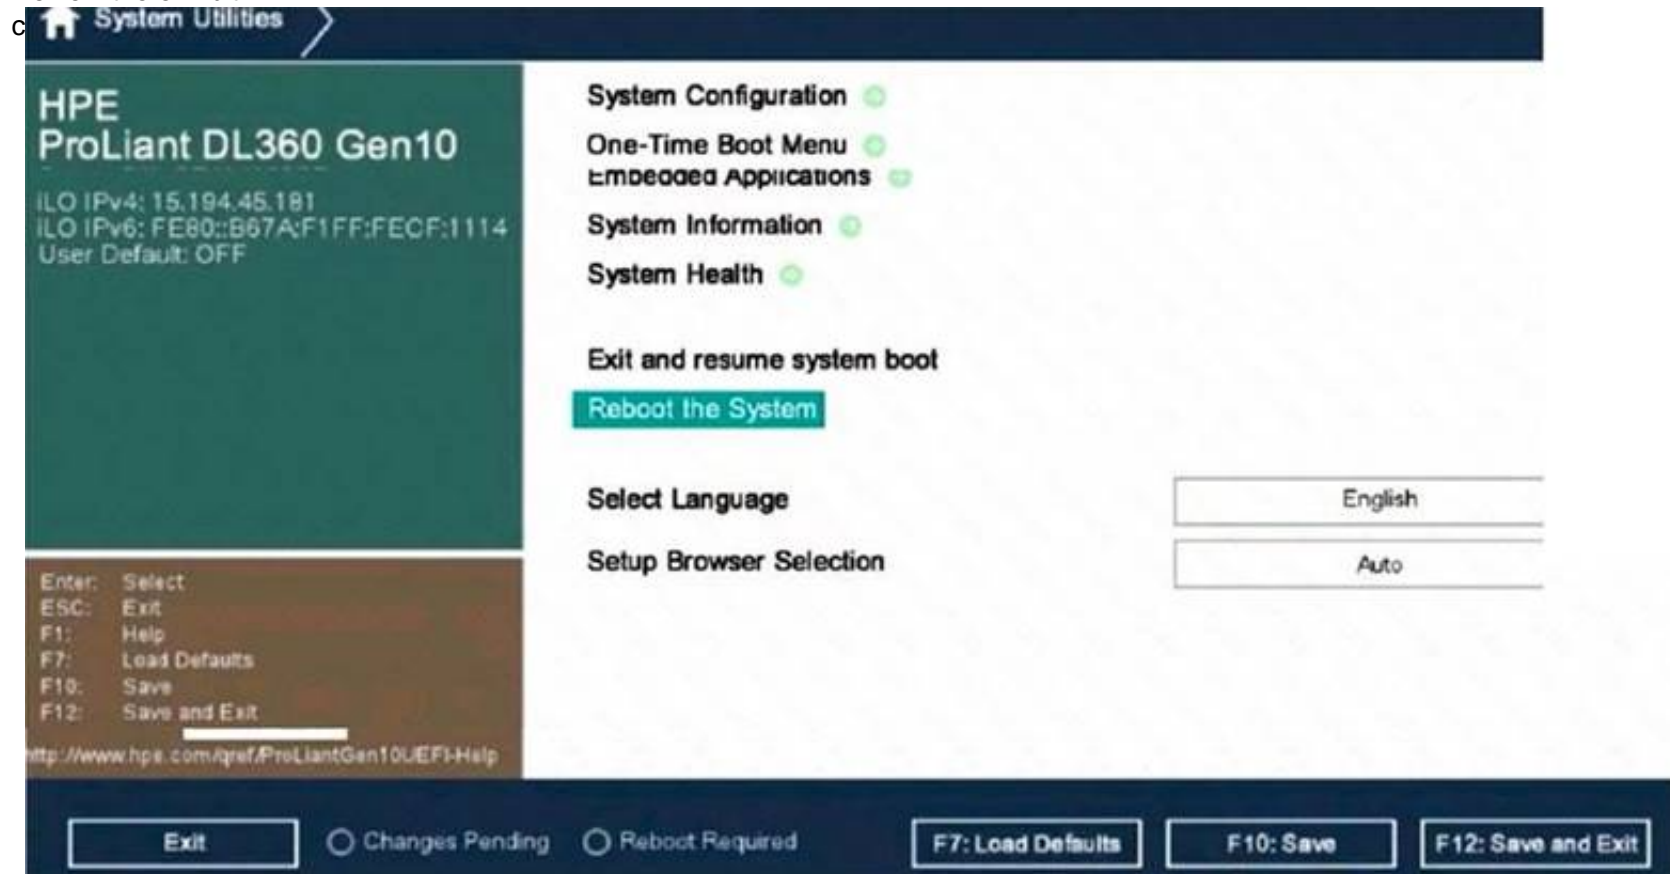 c
System Utilities
HPE
ProLiant DL360 Gen10
iLO IPv4: 15.194.45.181
iLO IPv6: FE80::B67A:F1FF:FECF:1114
User Default: OFF
Enter: Select
ESC: Exit
F1: Help
F7: Load Defaults
F10: Save
F12: Save and Exit
http://www.hpe.com/qref/ProLiantGen10UEFI-Help
System Configuration
One-Time Boot Menu
Embedded Applications
System Information
System Health
Exit and resume system boot
Reboot the System
Select Language English
Setup Browser Selection Auto
Exit Changes Pending Reboot Required F7: Load Defaults F10: Save F12: Save and Exit